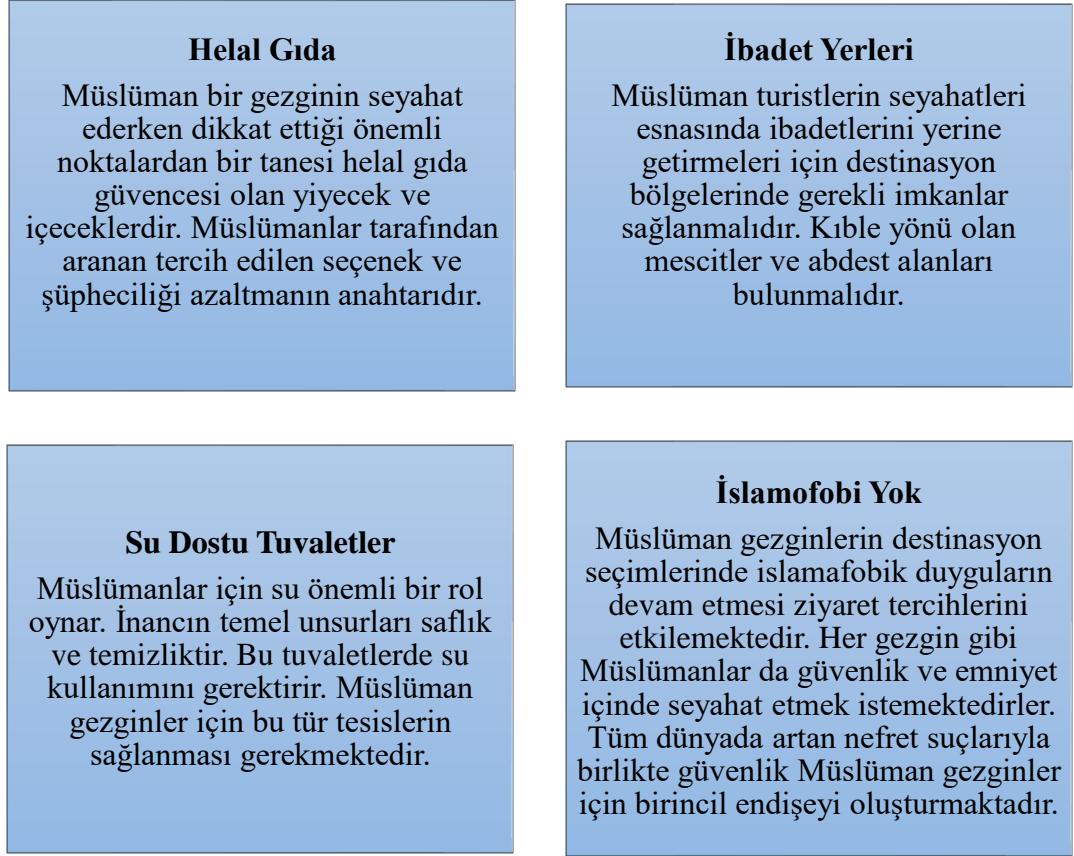 Helal Gıda
Müslüman bir gezginin seyahat
ederken dikkat ettiği önemli
noktalardan bir tanesi helal gıda
güvencesi olan yiyecek ve
içeceklerdir. Müslümanlar tarafından
aranan tercih edilen seçenek ve
şüpheciliği azaltmanın anahtarıdır.
İbadet Yerleri
Müslüman turistlerin seyahatleri
esnasında ibadetlerini yerine
getirmeleri için destinasyon
bölgelerinde gerekli imkanlar
sağlanmalıdır. Kıble yönü olan
mescitler ve abdest alanları
bulunmalıdır.
Su Dostu Tuvaletler
Müslümanlar için su önemli bir rol
oynar. İnancın temel unsurları saflık
ve temizliktir. Bu tuvaletlerde su
kullanımını gerektirir. Müslüman
gezginler için bu tür tesislerin
sağlanması gerekmektedir.
İslamofobi Yok
Müslüman gezginlerin destinasyon
seçimlerinde islamafobik duyguların
devam etmesi ziyaret tercihlerini
etkilemektedir. Her gezgin gibi
Müslümanlar da güvenlik ve emniyet
içinde seyahat etmek istemektedirler.
Tüm dünyada artan nefret suçlarıyla
birlikte güvenlik Müslüman gezginler
için birincil endişeyi oluşturmaktadır.